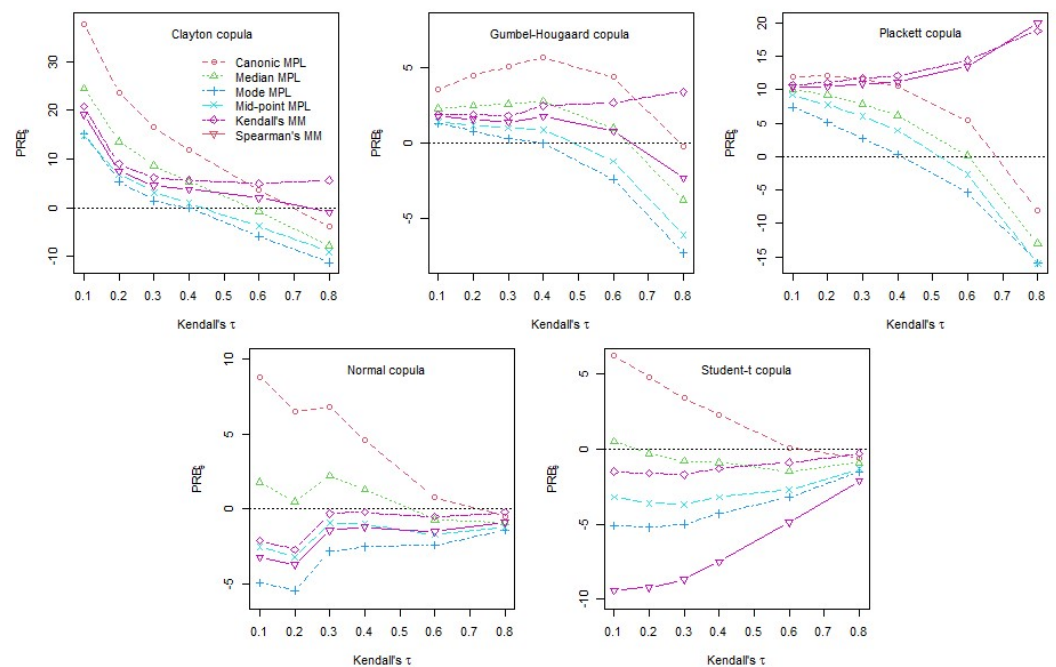 Clayton copula
Canonic MPL
Median MPL
Mode MPL
Mid-point MPL
Kendall's MM
Spearman's MM
30
20
10
0
-10
PRB
0.1 0.2 0.3 0.4 0.5 0.6 0.7 0.8
Kendall's τ
Gumbel-Hougaard copula
5
0
-5
PRB
0.1 0.2 0.3 0.4 0.5 0.6 0.7 0.8
Kendall's τ
Plackett copula
20
15
10
5
0
-5
-10
-15
PRB
0.1 0.2 0.3 0.4 0.5 0.6 0.7 0.8
Kendall's τ
Normal copula
10
5
0
-5
PRB
0.1 0.2 0.3 0.4 0.5 0.6 0.7 0.8
Kendall's τ
Student-t copula
5
0
-5
-10
PRB
0.1 0.2 0.3 0.4 0.5 0.6 0.7 0.8
Kendall's τ